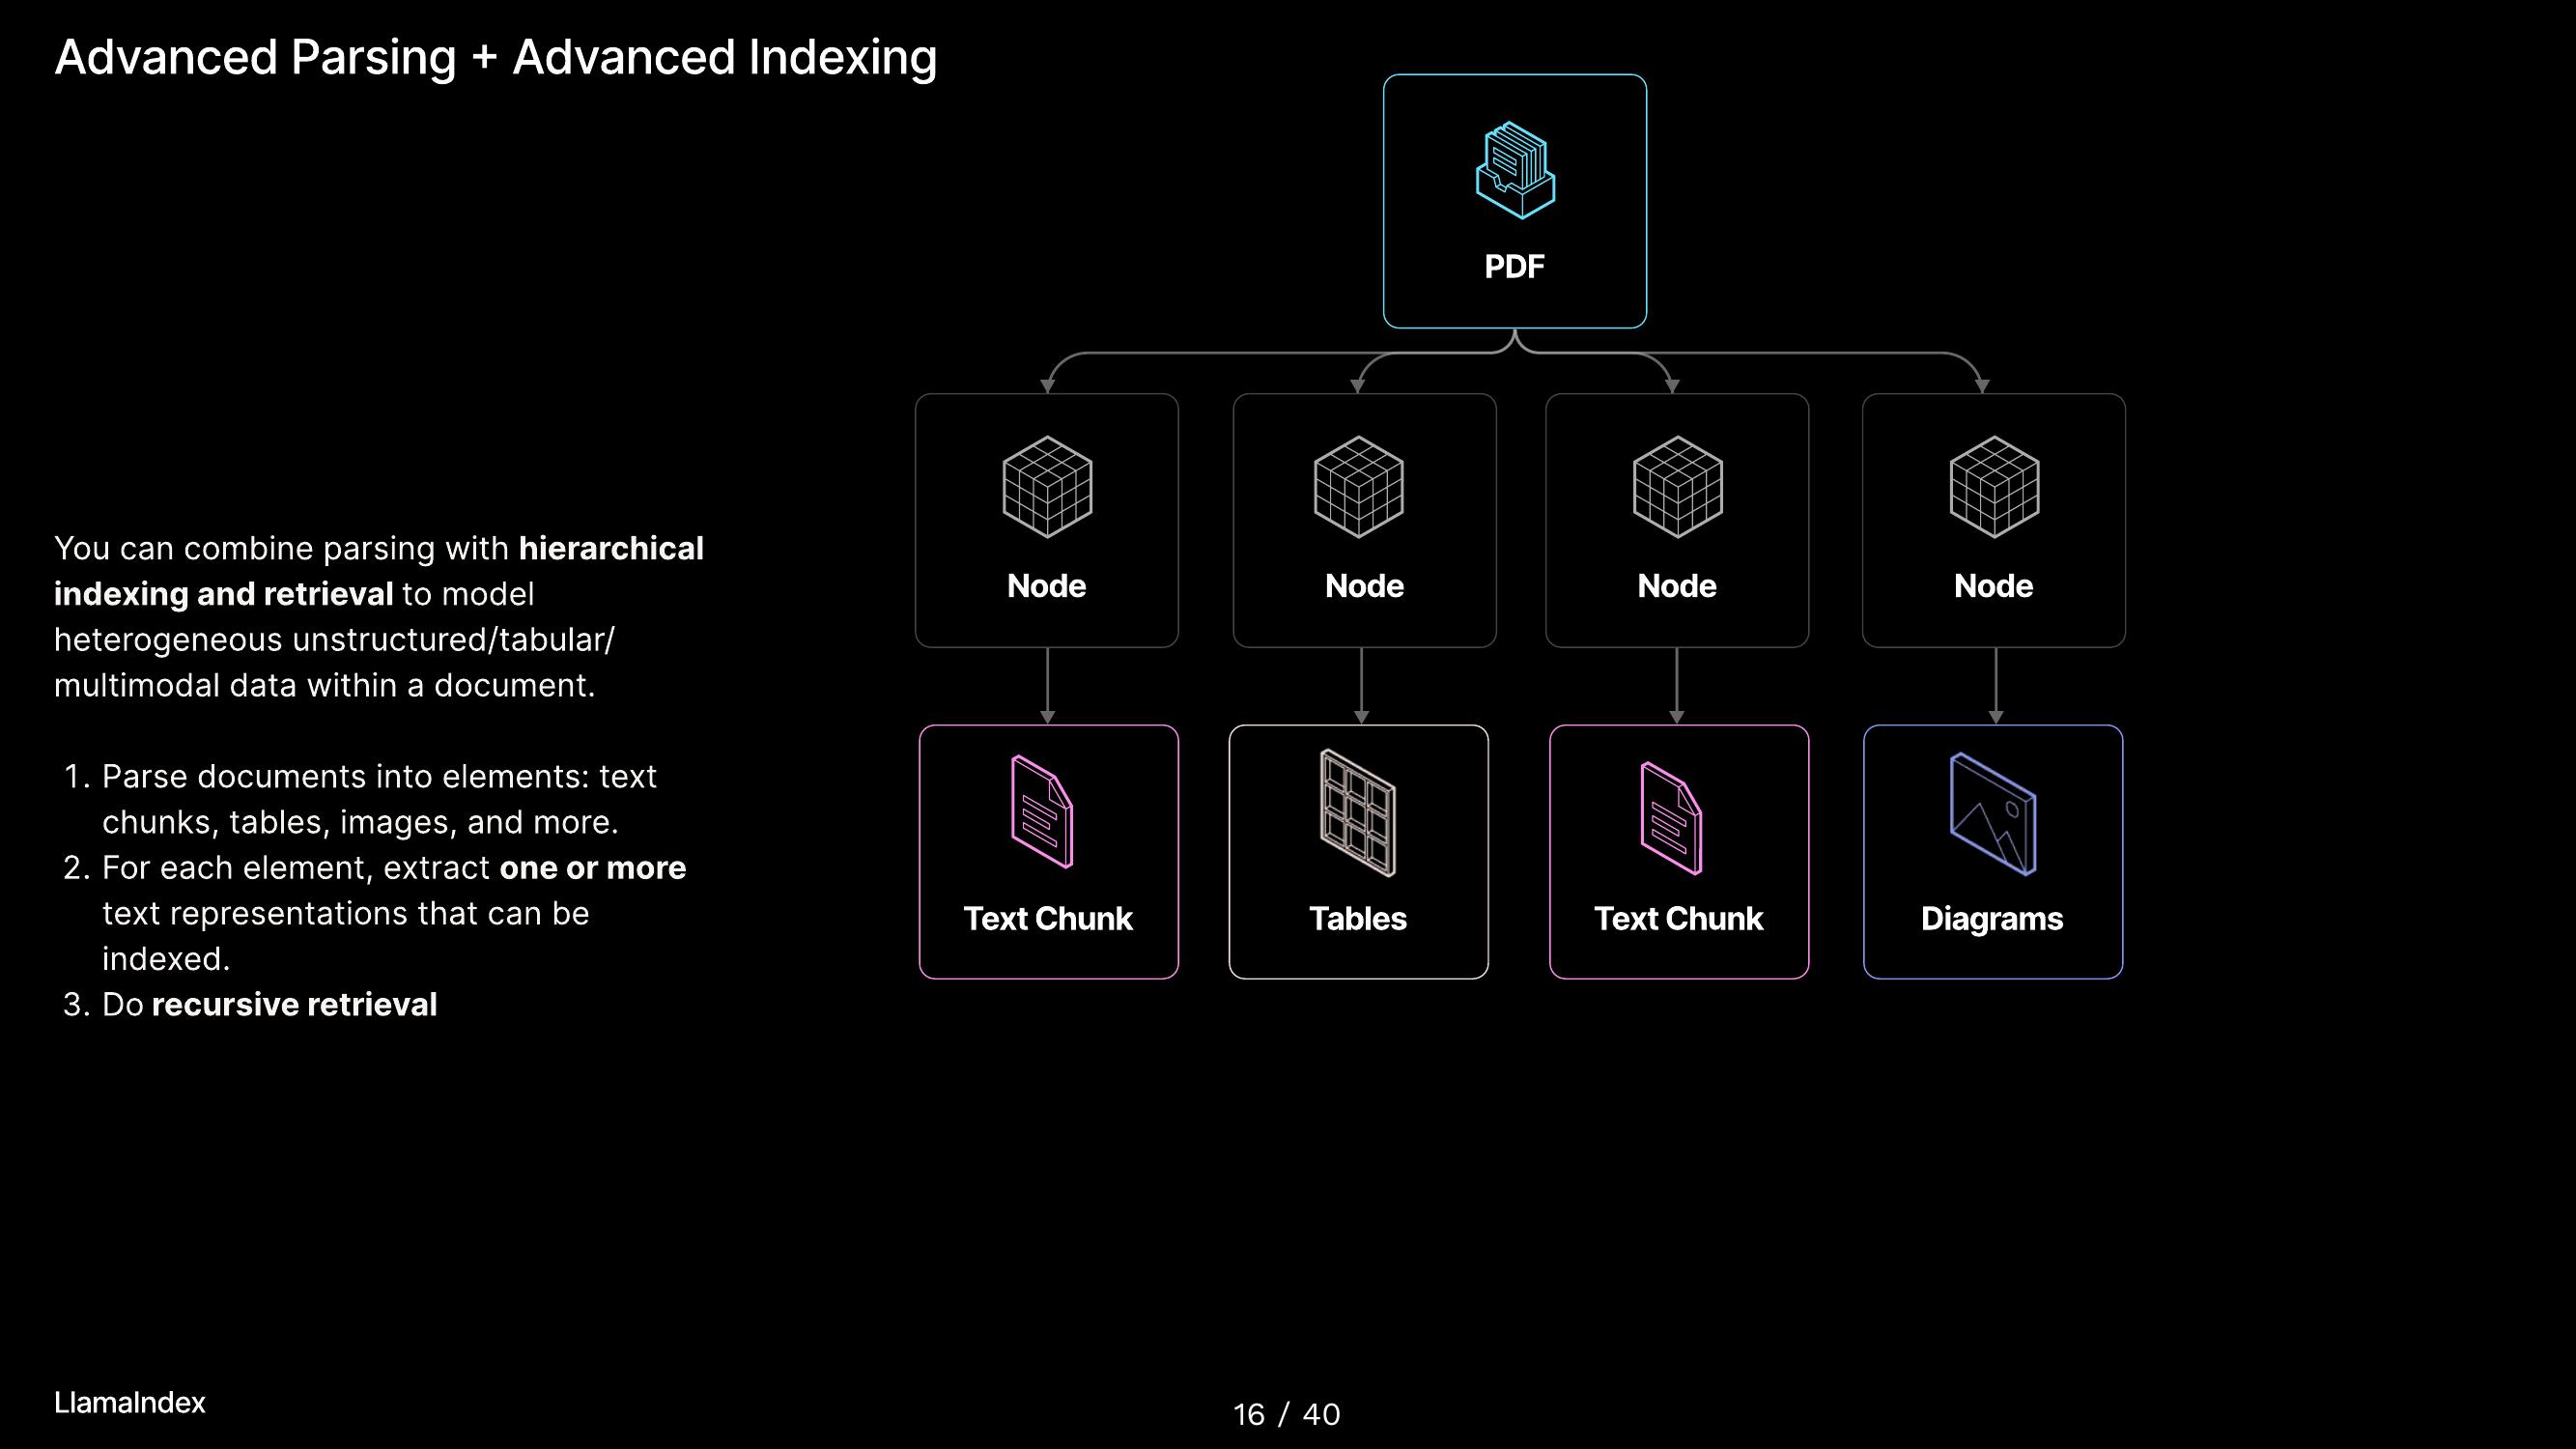 Advanced Parsing + Advanced Indexing
PDF
Node
Node
Node
Node
You can combine parsing with hierarchical
indexing and retrieval to model
heterogeneous unstructured/tabular/
multimodal data within a document.
1. Parse documents into elements: text
chunks, tables, images, and more.
2. For each element, extract one or more
text representations that can be
indexed.
3. Do recursive retrieval
Text Chunk
Tables
Text Chunk
Diagrams
LlamaIndex
16 / 40